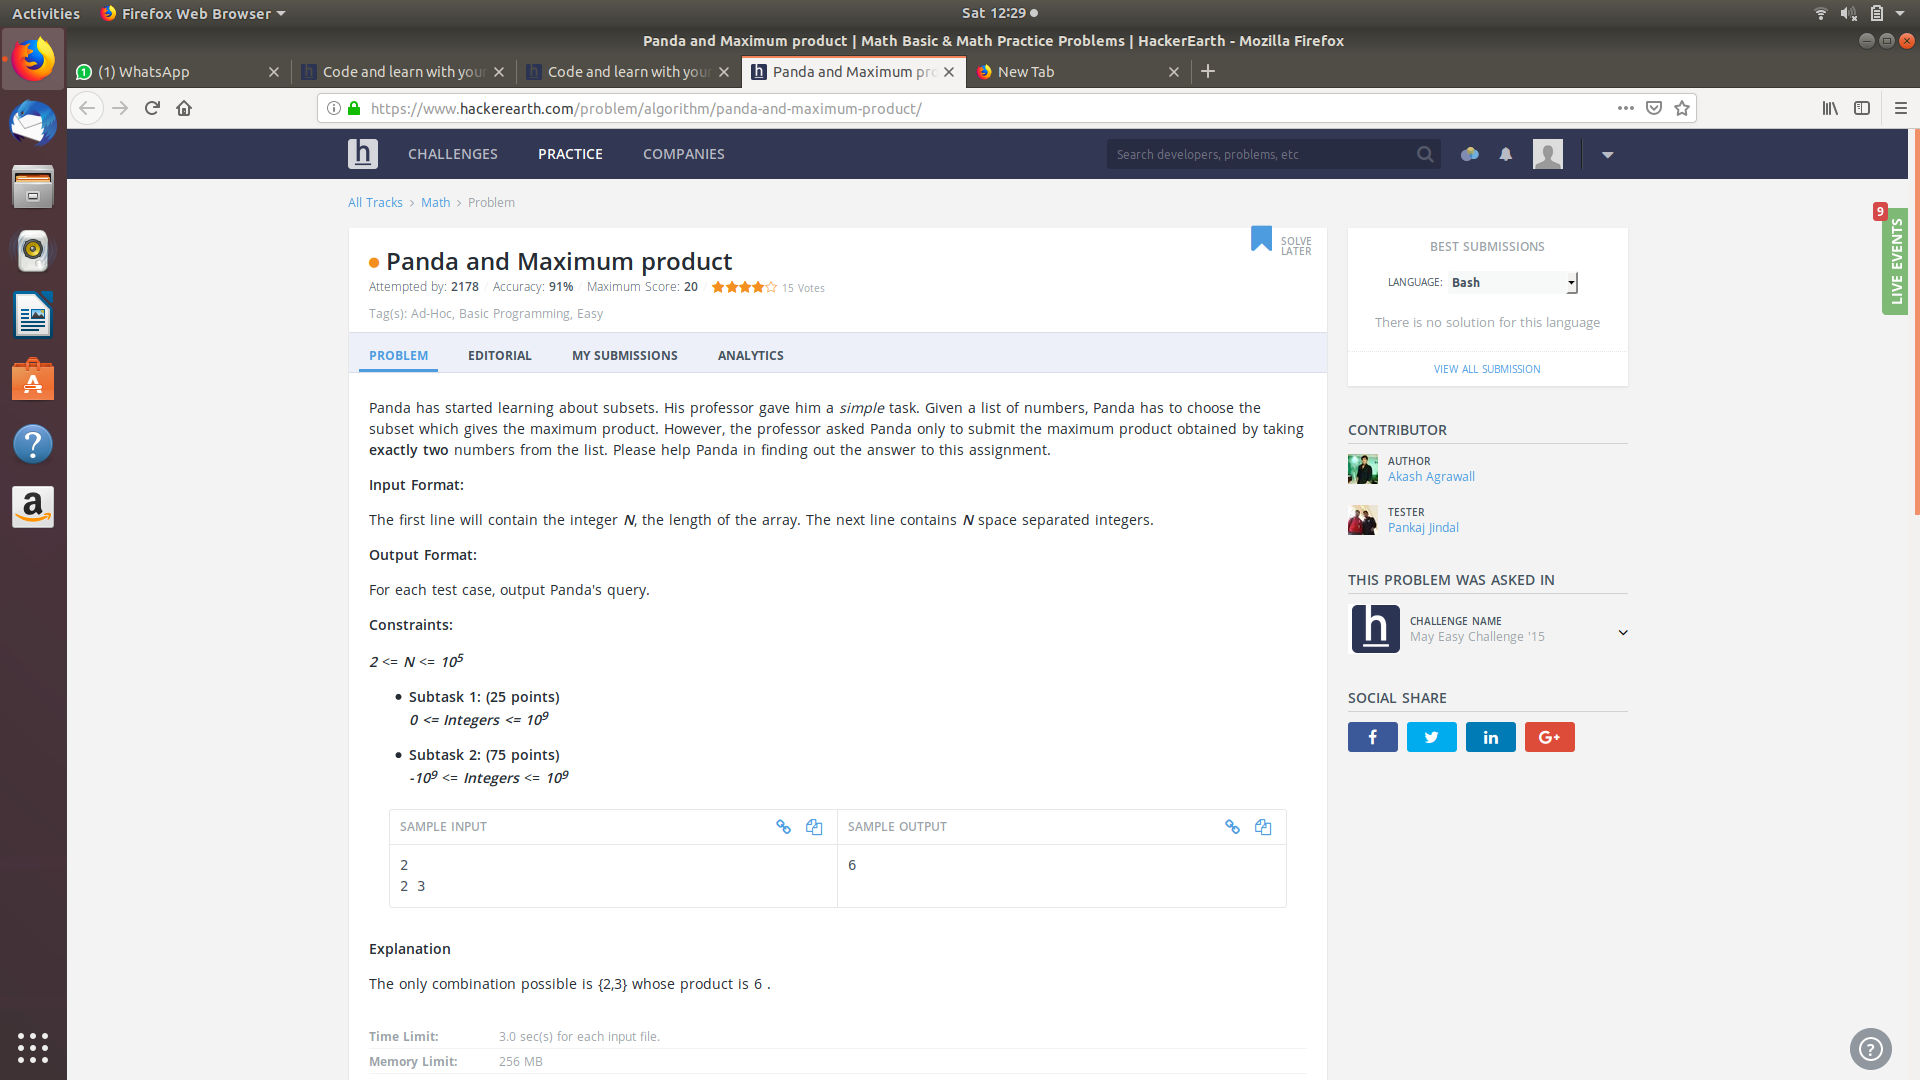 Activities
Firefox Web Browser
Sat 12:29
Panda and Maximum product | Math Basic & Math Practice Problems | HackerEarth - Mozilla Firefox
(1) WhatsApp
Code and learn with your
Code and learn with your
Panda and Maximum pro
New Tab
https://www.hackerearth.com/problem/algorithm/panda-and-maximum-product/
h
CHALLENGES
PRACTICE
COMPANIES
Search developers, problems, etc
All Tracks > Math > Problem
9
LIVE EVENTS
SOLVE
LATER
Panda and Maximum product
Attempted by: 2178 / Accuracy: 91% / Maximum Score: 20 / 15 Votes
Tag(s): Ad-Hoc, Basic Programming, Easy
PROBLEM
EDITORIAL
MY SUBMISSIONS
ANALYTICS
Panda has started learning about subsets. His professor gave him a simple task. Given a list of numbers, Panda has to choose the
subset which gives the maximum product. However, the professor asked Panda only to submit the maximum product obtained by taking
exactly two numbers from the list. Please help Panda in finding out the answer to this assignment.
Input Format:
The first line will contain the integer N, the length of the array. The next line contains N space separated integers.
Output Format:
For each test case, output Panda's query.
Constraints:
2 <= N <= 10⁵
• Subtask 1: (25 points)
0 <= Integers <= 10⁹
• Subtask 2: (75 points)
-10⁹ <= Integers <= 10⁹
SAMPLE INPUT
2
2 3
SAMPLE OUTPUT
6
Explanation
The only combination possible is {2,3} whose product is 6 .
Time Limit: 3.0 sec(s) for each input file.
Memory Limit: 256 MB
BEST SUBMISSIONS
LANGUAGE: Bash
There is no solution for this language
VIEW ALL SUBMISSION
CONTRIBUTOR
AUTHOR
Akash Agrawall
TESTER
Pankaj Jindal
THIS PROBLEM WAS ASKED IN
h
CHALLENGE NAME
May Easy Challenge '15
SOCIAL SHARE
f
in
G+
?